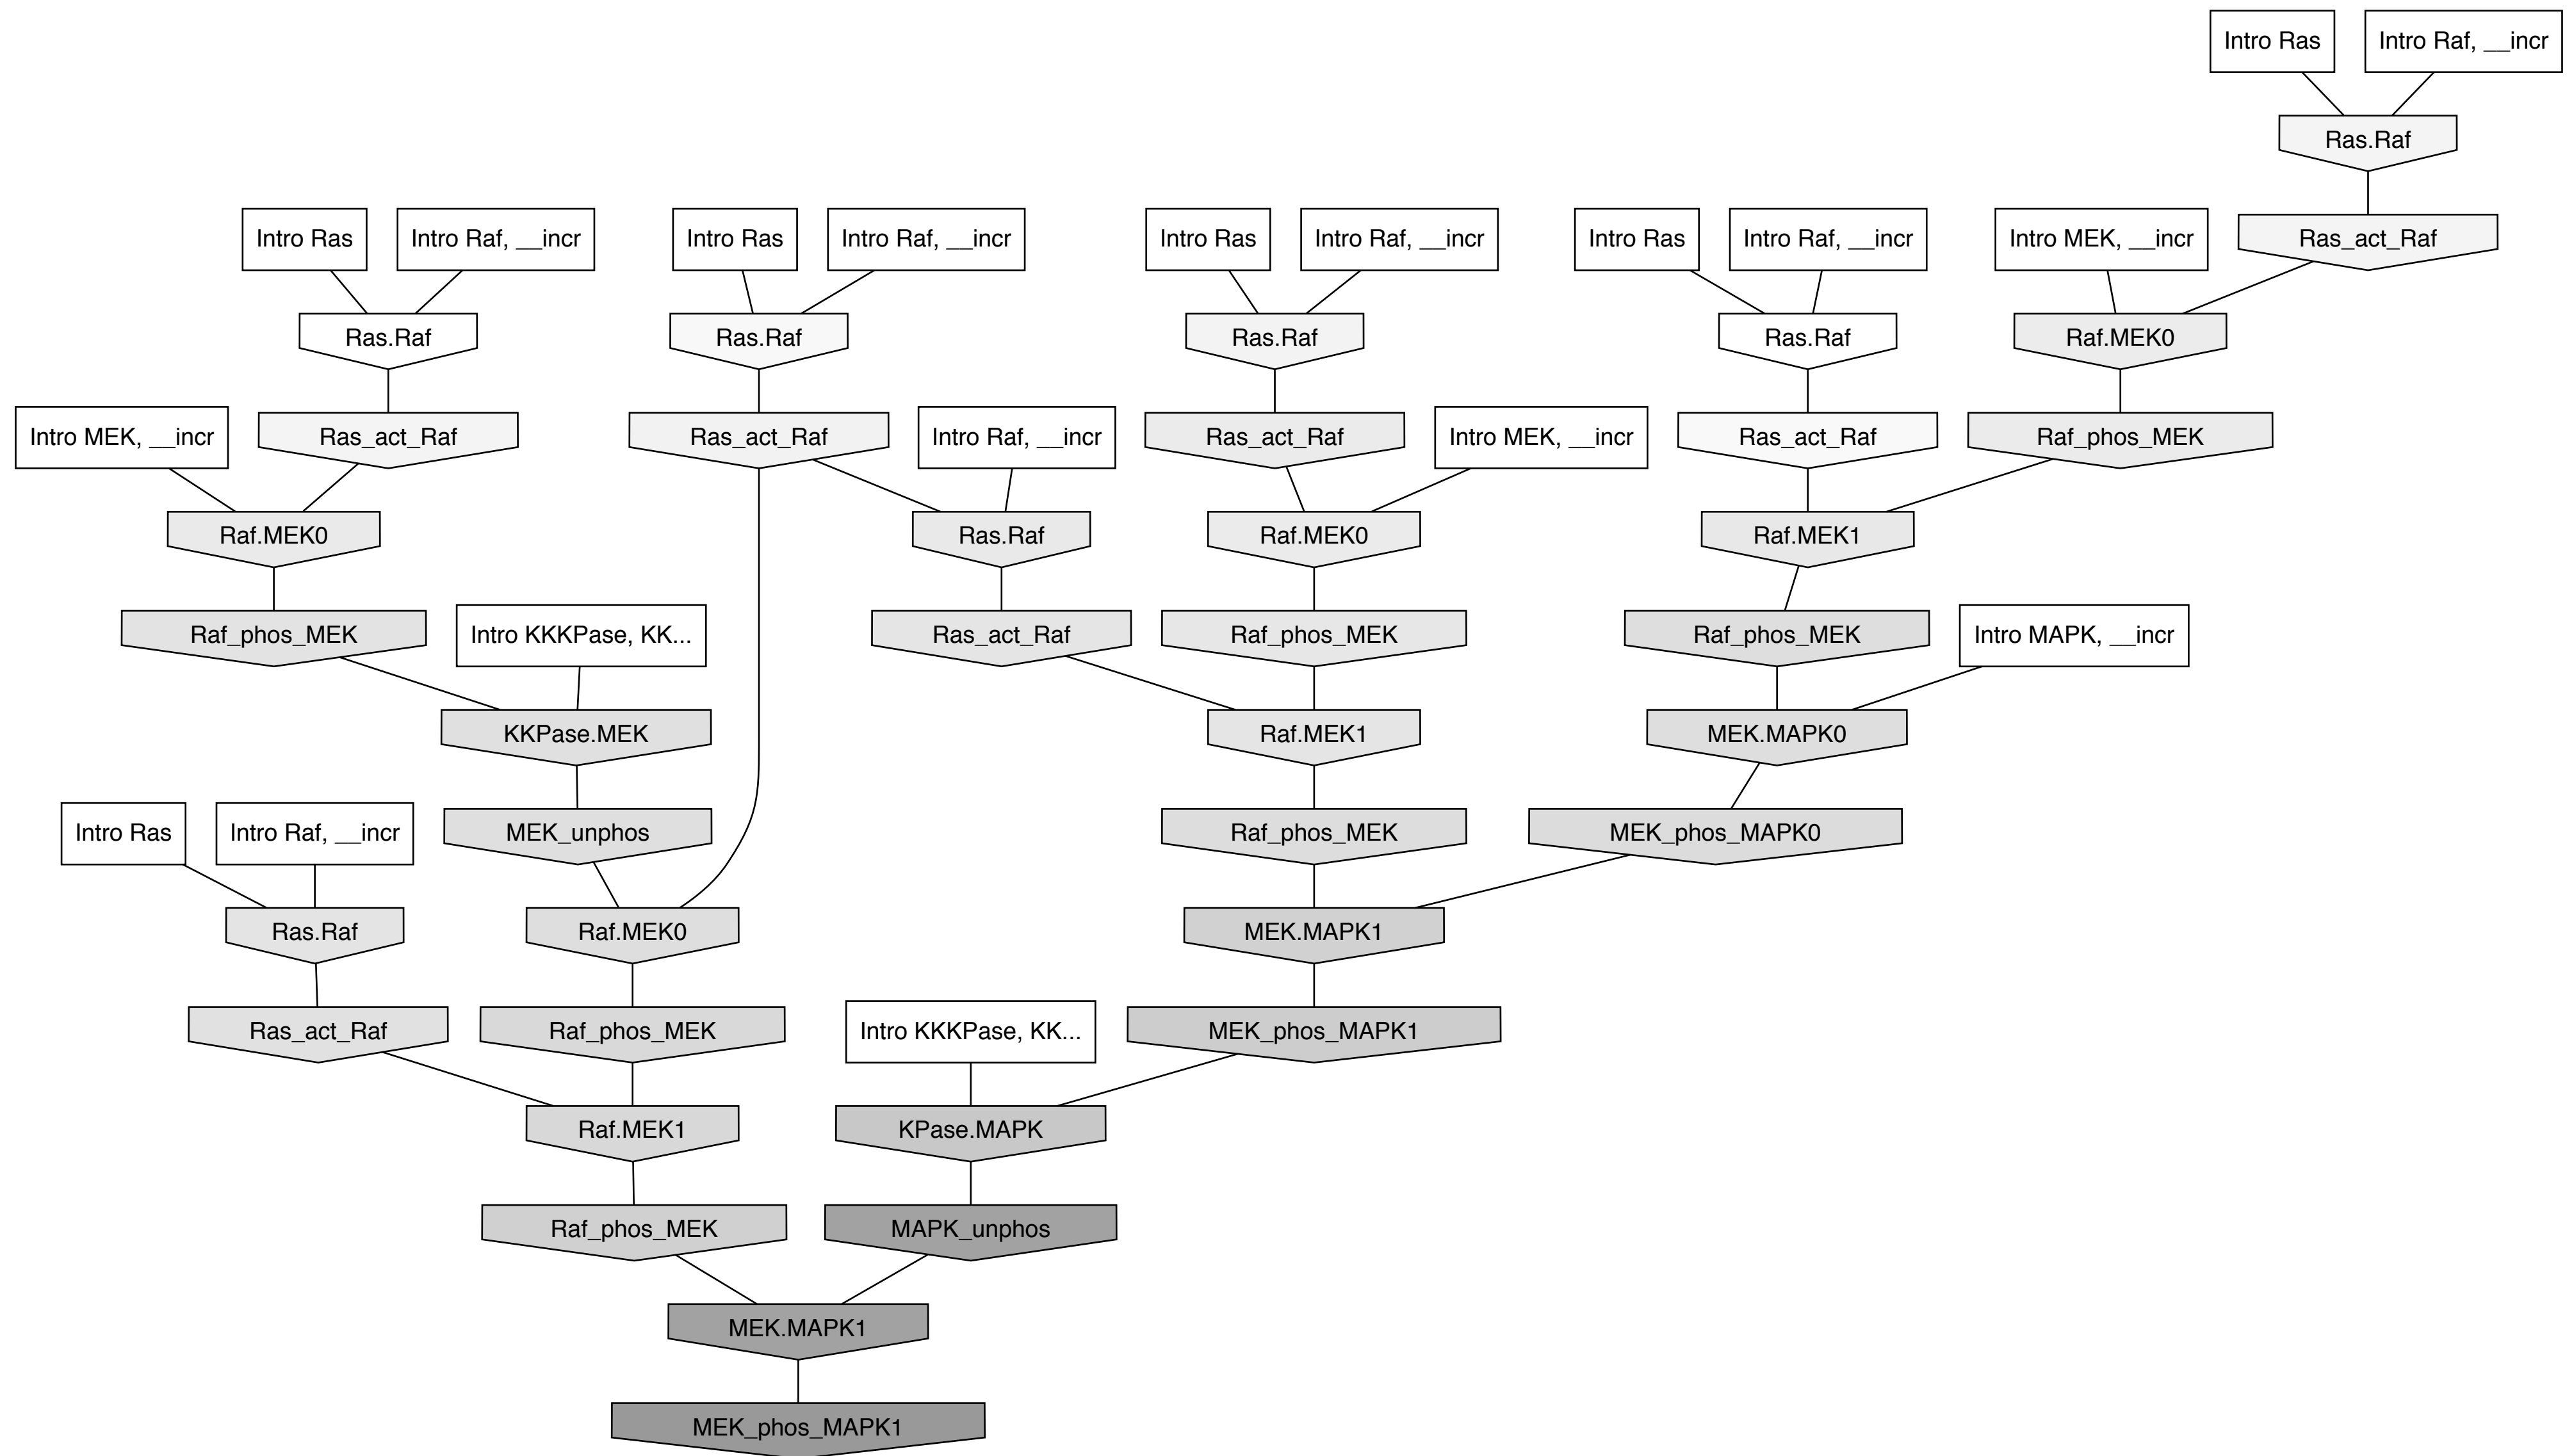 Intro Ras
Intro Raf, __incr
Ras.Raf
Intro Ras
Intro Raf, __incr
Intro Ras
Intro Raf, __incr
Intro Ras
Intro Raf, __incr
Intro Ras
Intro Raf, __incr
Intro MEK, __incr
Ras_act_Raf
Ras.Raf
Ras.Raf
Ras.Raf
Ras.Raf
Raf.MEK0
Intro MEK, __incr
Ras_act_Raf
Ras_act_Raf
Intro Raf, __incr
Ras_act_Raf
Intro MEK, __incr
Ras_act_Raf
Raf_phos_MEK
Raf.MEK0
Ras.Raf
Raf.MEK0
Raf.MEK1
Raf_phos_MEK
Intro KKKPase, KK...
Ras_act_Raf
Raf_phos_MEK
Raf_phos_MEK
Intro MAPK, __incr
KKPase.MEK
Raf.MEK1
MEK.MAPK0
Intro Ras
Intro Raf, __incr
MEK_unphos
Raf_phos_MEK
MEK_phos_MAPK0
Ras.Raf
Raf.MEK0
MEK.MAPK1
Ras_act_Raf
Raf_phos_MEK
Intro KKKPase, KK...
MEK_phos_MAPK1
Raf.MEK1
KPase.MAPK
Raf_phos_MEK
MAPK_unphos
MEK.MAPK1
MEK_phos_MAPK1